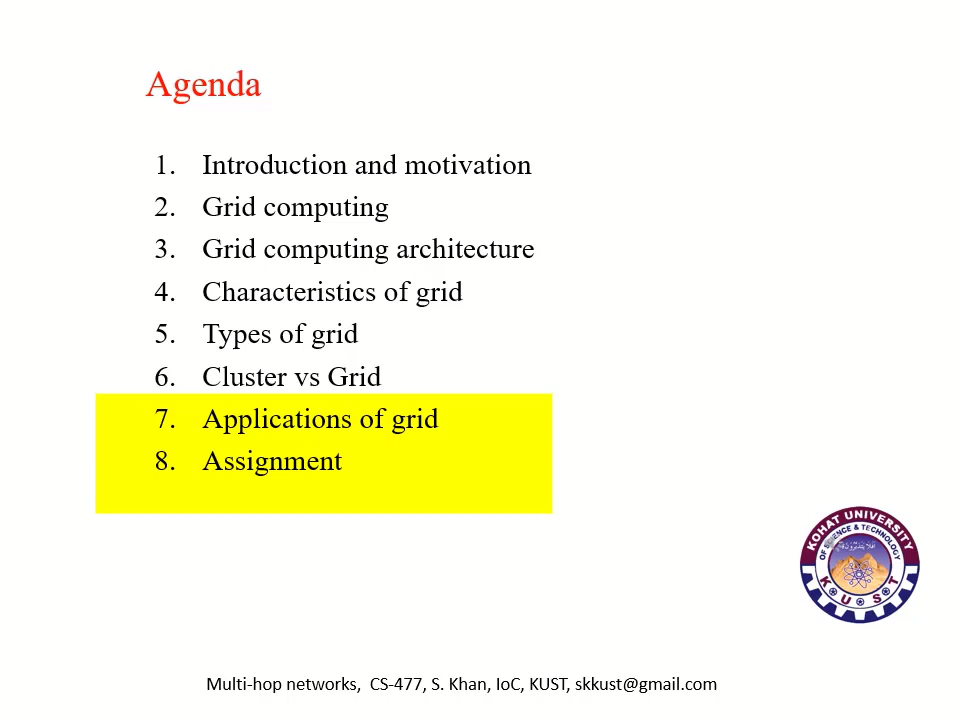 Agenda
1. Introduction and motivation
2. Grid computing
3. Grid computing architecture
4. Characteristics of grid
5. Types of grid
6. Cluster vs Grid
7. Applications of grid
8. Assignment
KOHAT UNIVERSITY
OF SCIENCE & TECHNOLOGY
K U S T
Multi-hop networks, CS-477, S. Khan, IoC, KUST, skkust@gmail.com